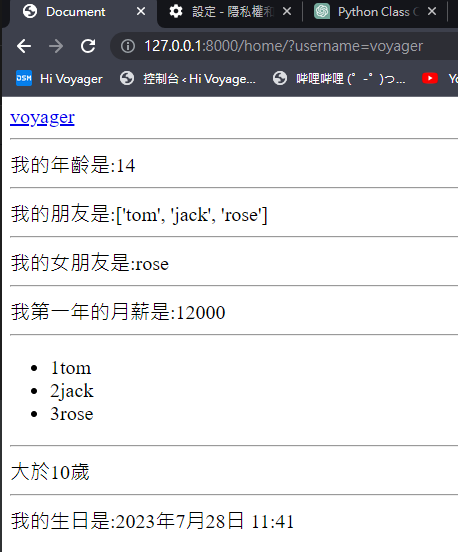 Document
設定 - 隱私權和
Python Class
127.0.0.1:8000/home/?username=voyager
Hi Voyager
控制台 ‹ Hi Voyage...
哔哩哔哩 (゜-゜)つ...
voyager
我的年齡是:14
我的朋友是:['tom', 'jack', 'rose']
我的女朋友是:rose
我第一年的月薪是:12000
1tom
2jack
3rose
大於10歲
我的生日是:2023年7月28日 11:41